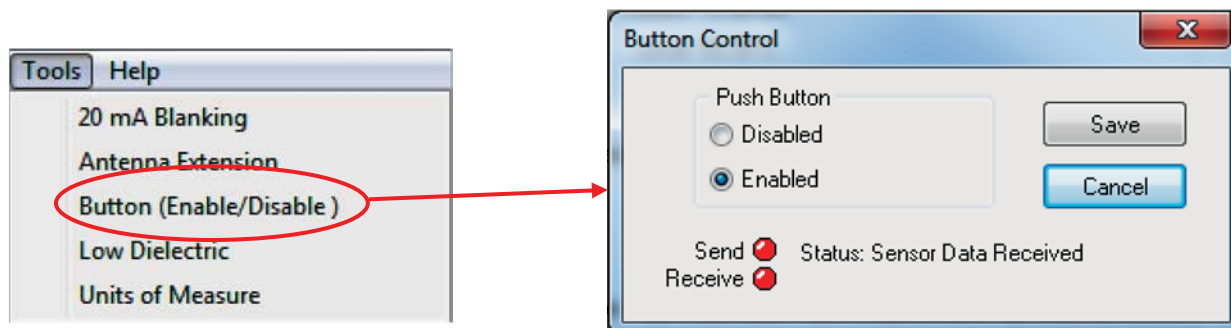 Tools Help
20 mA Blanking
Antenna Extension
Button (Enable/Disable )
Low Dielectric
Units of Measure
Button Control
Push Button
Disabled
Enabled
Save
Cancel
Send Status: Sensor Data Received
Receive